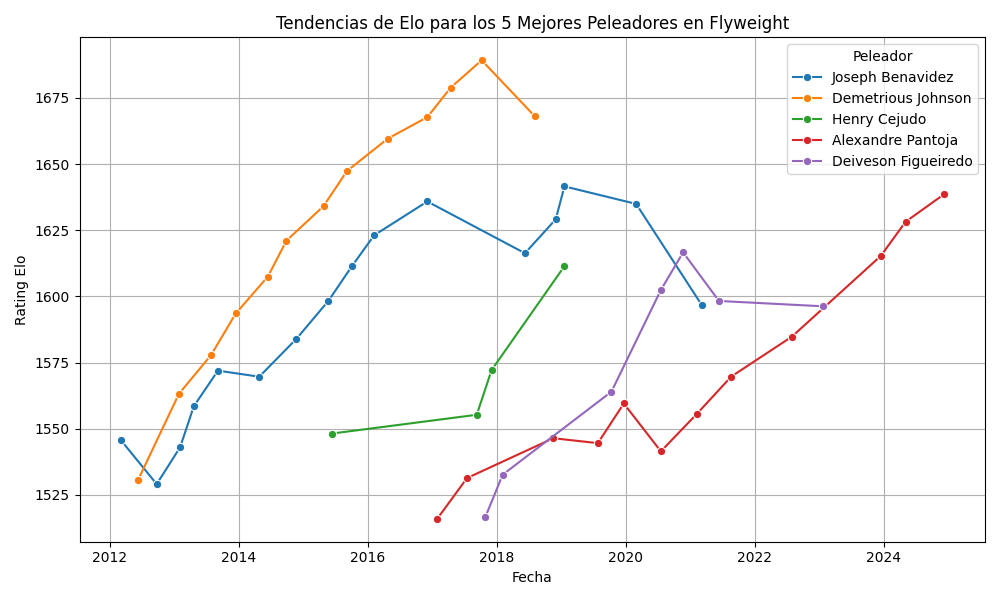 Tendencias de Elo para los 5 Mejores Peleadores en Flyweight
Peleador
Joseph Benavidez
Demetrious Johnson
Henry Cejudo
Alexandre Pantoja
Deiveson Figueiredo
Rating Elo
1675
1650
1625
1600
1575
1550
1525
2012 2014 2016 2018 2020 2022 2024
Fecha